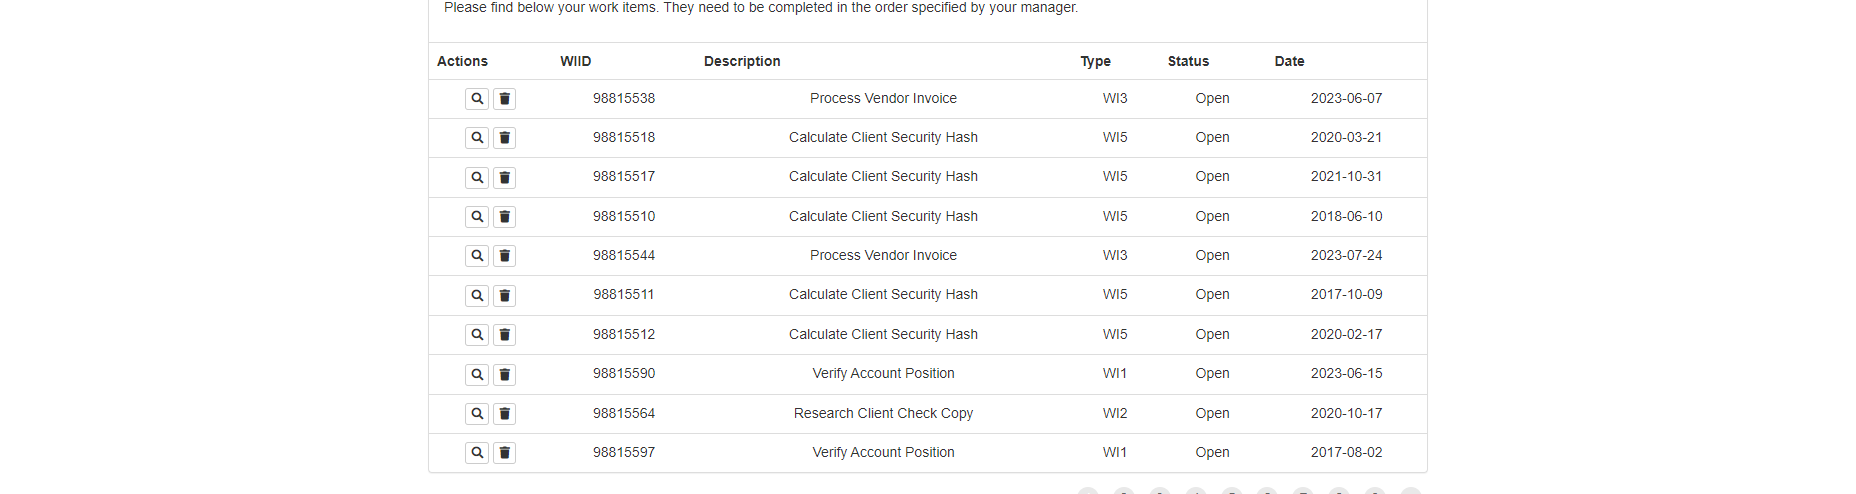 Please find below your work items. They need to be completed in the order specified by your manager.
Actions WIID Description Type Status Date
98815538 Process Vendor Invoice WI3 Open 2023-06-07
98815518 Calculate Client Security Hash WI5 Open 2020-03-21
98815517 Calculate Client Security Hash WI5 Open 2021-10-31
98815510 Calculate Client Security Hash WI5 Open 2018-06-10
98815544 Process Vendor Invoice WI3 Open 2023-07-24
98815511 Calculate Client Security Hash WI5 Open 2017-10-09
98815512 Calculate Client Security Hash WI5 Open 2020-02-17
98815590 Verify Account Position WI1 Open 2023-06-15
98815564 Research Client Check Copy WI2 Open 2020-10-17
98815597 Verify Account Position WI1 Open 2017-08-02